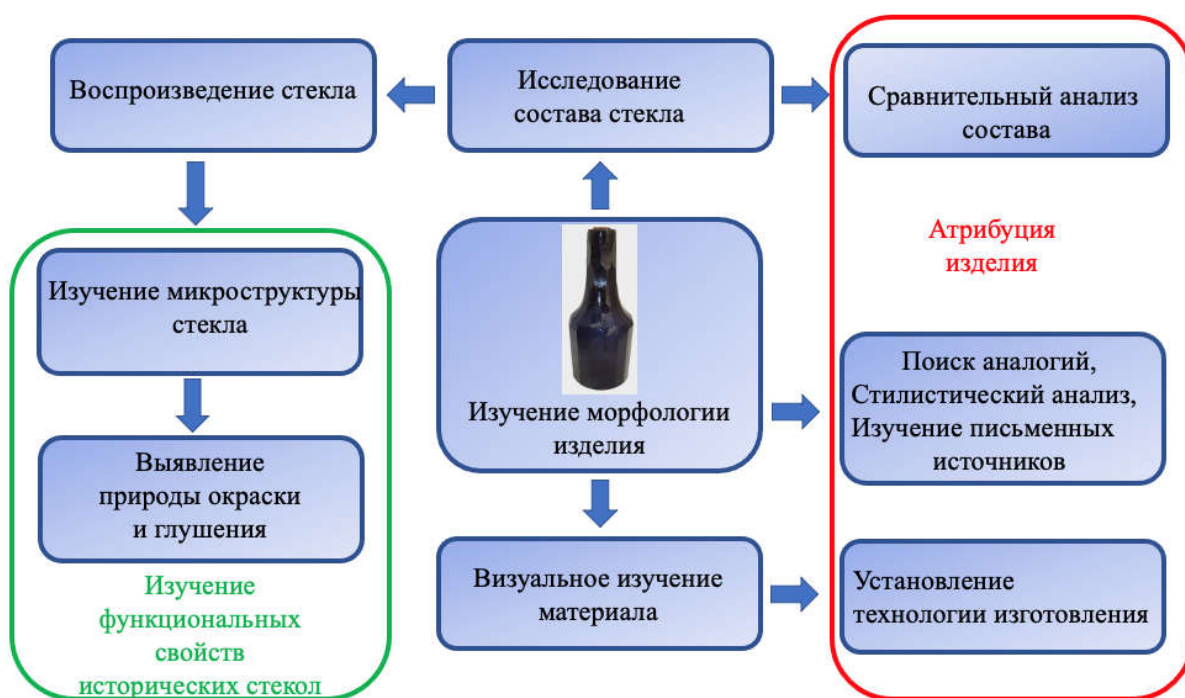 Воспроизведение стекла
Исследование
состава стекла
Сравнительный анализ
состава
Атрибуция
изделия
Изучение микроструктуры
стекла
Изучение морфологии
изделия
Поиск аналогий,
Стилистический анализ,
Изучение письменных
источников
Выявление
природы окраски
и глушения
Визуальное изучение
материала
Установление
технологии изготовления
Изучение
функциональных
свойств
исторических стекол